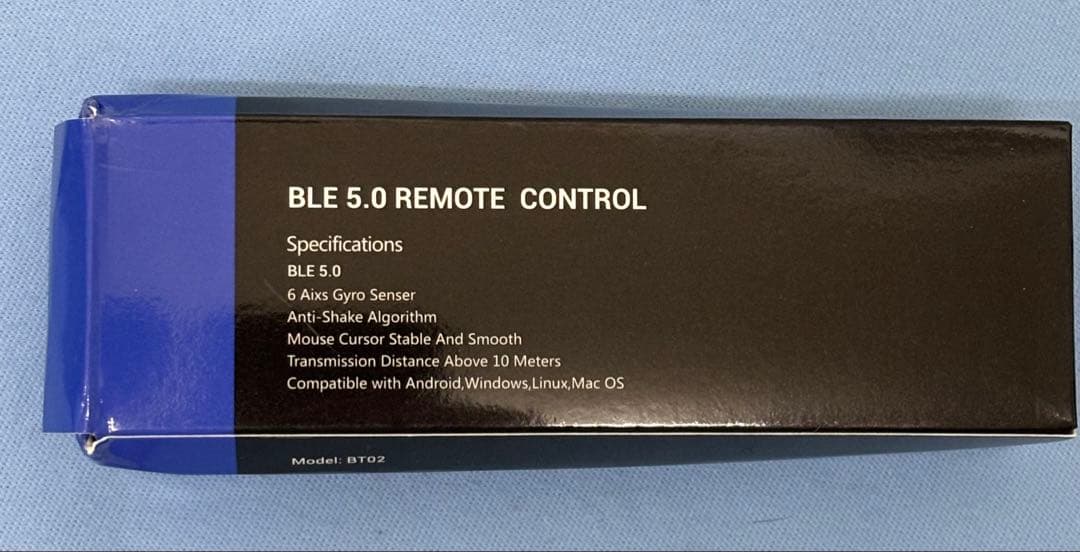 BLE 5.0 REMOTE CONTROL
Specifications
BLE 5.0
6 Aixs Gyro Senser
Anti-Shake Algorithm
Mouse Cursor Stable And Smooth
Transmission Distance Above 10 Meters
Compatible with Android,Windows,Linux,Mac OS
Model: BT02